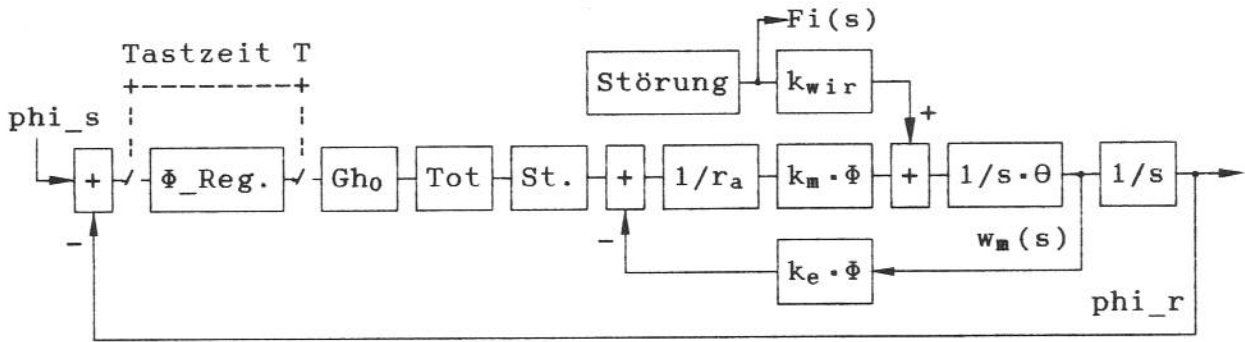 Fi(s)
Tastzeit T
+---------+
Störung
k_wir
phi_s
+
+
Φ_Reg.
Gh₀
Tot
St.
+
1/r_a
k_m·Φ
+
1/s·θ
1/s
-
-
w_m(s)
k_e·Φ
phi_r